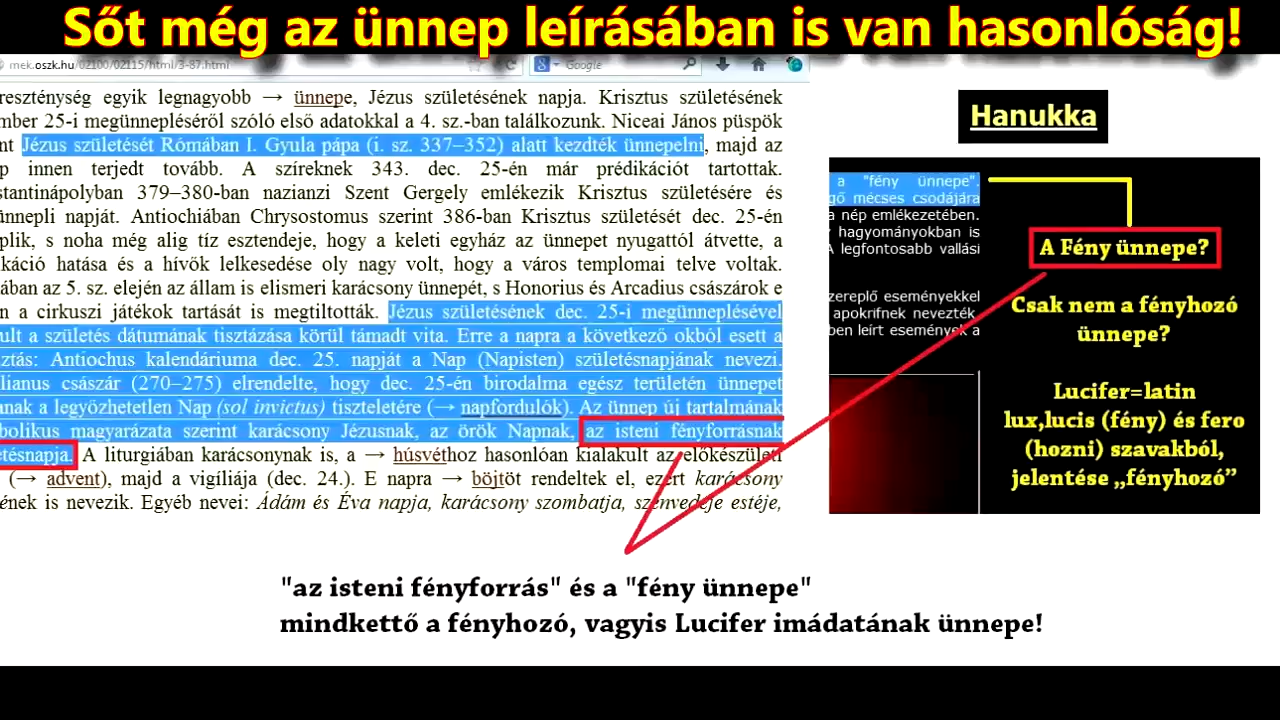 Sőt még az ünnep leírásában is van hasonlóság!
mek.oszk.hu/02100/02115/html/3-87.html
Google
reszténység egyik legnagyobb → ünnepe, Jézus születésének napja. Krisztus születésének
mber 25-i megünnepléséről szóló első adatokkal a 4. sz.-ban találkozunk. Niceai János püspök
nt Jézus születését Rómában I. Gyula pápa (i. sz. 337–352) alatt kezdték ünnepelni, majd az
p innen terjedt tovább. A szíreknek 343. dec. 25-én már prédikációt tartottak.
stantinápolyban 379–380-ban nazianzi Szent Gergely emlékezik Krisztus születésére és
ünnepli napját. Antiochiában Chrysostomus szerint 386-ban Krisztus születését dec. 25-én
plik, s noha még alig tíz esztendeje, hogy a keleti egyház az ünnepet nyugattól átvette, a
ikáció hatása és a hívők lelkesedése oly nagy volt, hogy a város templomai telve voltak.
ában az 5. sz. elején az állam is elismeri karácsony ünnepét, s Honorius és Arcadius császárok e
n a cirkuszi játékok tartását is megtiltották. Jézus születésének dec. 25-i megünneplésével
ult a születés dátumának tisztázása körül támadt vita. Erre a napra a következő okból esett a
ztás: Antiochus kalendáriuma dec. 25. napját a Nap (Napisten) születésnapjának nevezi.
lianus császár (270–275) elrendelte, hogy dec. 25-én birodalma egész területén ünnepet
anak a legyőzhetetlen Nap (sol invictus) tiszteletére (→ napfordulók). Az ünnep új tartalmának
bolikus magyarázata szerint karácsony Jézusnak, az örök Napnak, az isteni fényforrásnak
etésnapja. A liturgiában karácsonynak is, a → húsvéthoz hasonlóan kialakult az előkészületi
(→ advent), majd a vigíliája (dec. 24.). E napra → böjtöt rendeltek el, ezért karácsony
ének is nevezik. Egyéb nevei: Ádám és Éva napja, karácsony szombatja, szenvedeje estéje,
Hanukka
a "fény ünnepe".
gő mécses csodájára
a nép emlékezetében.
hagyományokban is
A legfontosabb vallási
zereplő eseményekkel
apokrifnek nevezték,
ben leírt események a
A Fény ünnepe?
Csak nem a fényhozó
ünnepe?
Lucifer=latin
lux,lucis (fény) és fero
(hozni) szavakból,
jelentése „fényhozó”
"az isteni fényforrás" és a "fény ünnepe"
mindkettő a fényhozó, vagyis Lucifer imádatának ünnepe!